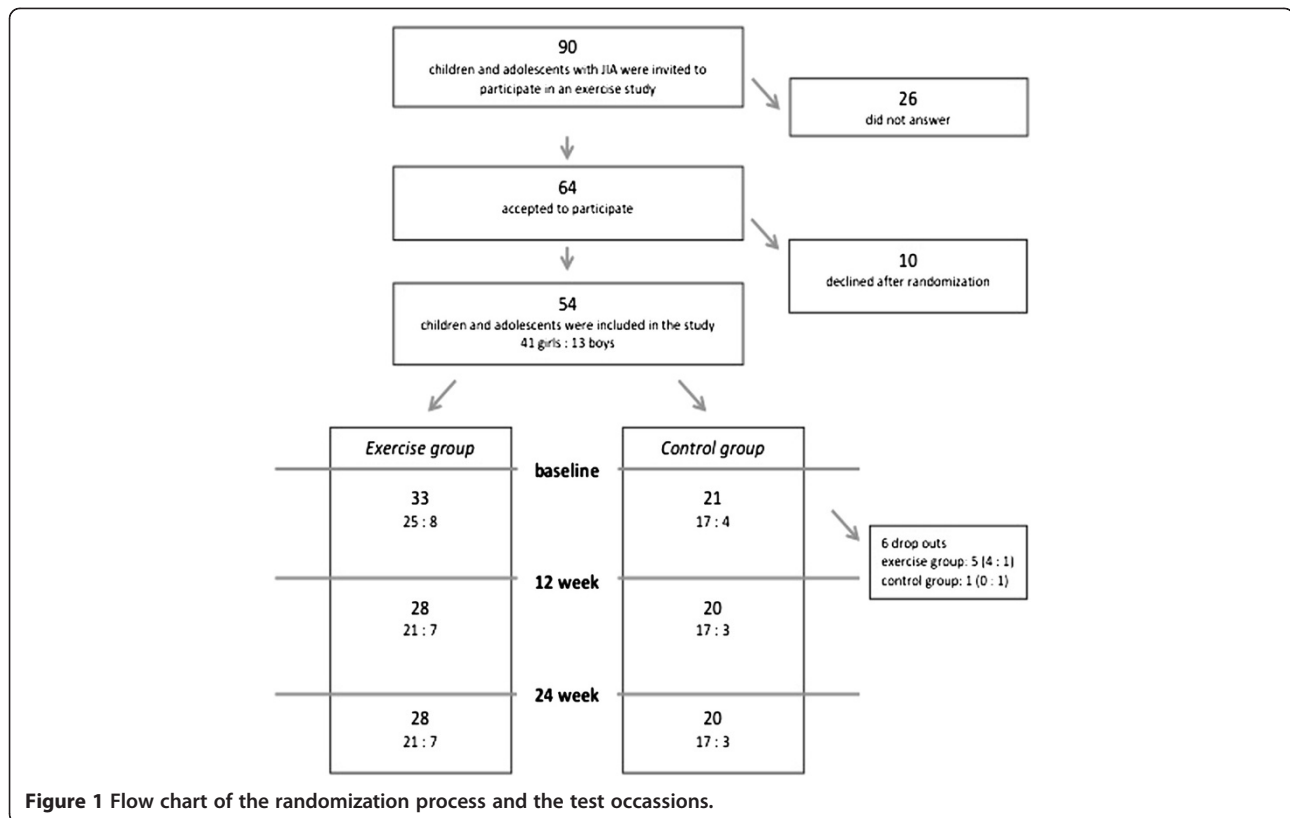 90
children and adolescents with JIA were invited to
participate in an exercise study
26
did not answer
64
accepted to participate
10
declined after randomization
54
children and adolescents were included in the study
41 girls : 13 boys
Exercise group
Control group
baseline
33
25 : 8
21
17 : 4
6 drop outs
exercise group: 5 (4 : 1)
control group: 1 (0 : 1)
12 week
28
21 : 7
20
17 : 3
24 week
28
21 : 7
20
17 : 3
Figure 1 Flow chart of the randomization process and the test occassions.